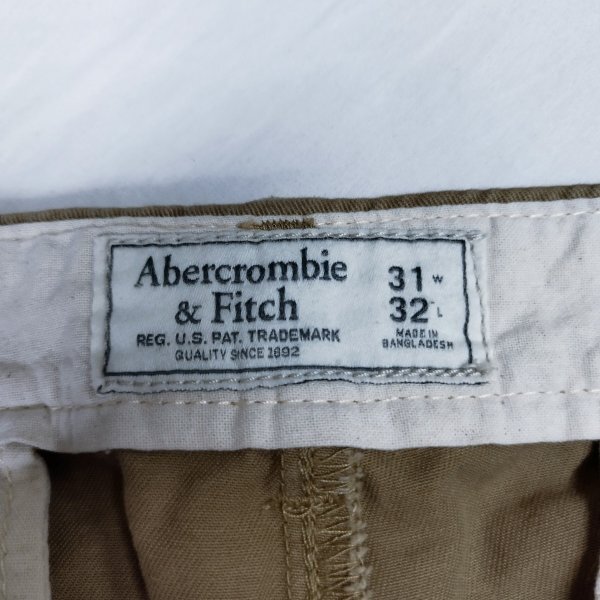 Abercrombie
& Fitch
REG. U.S. PAT. TRADEMARK
QUALITY SINCE 1892
31 W
32 L
MADE IN
BANGLADESH